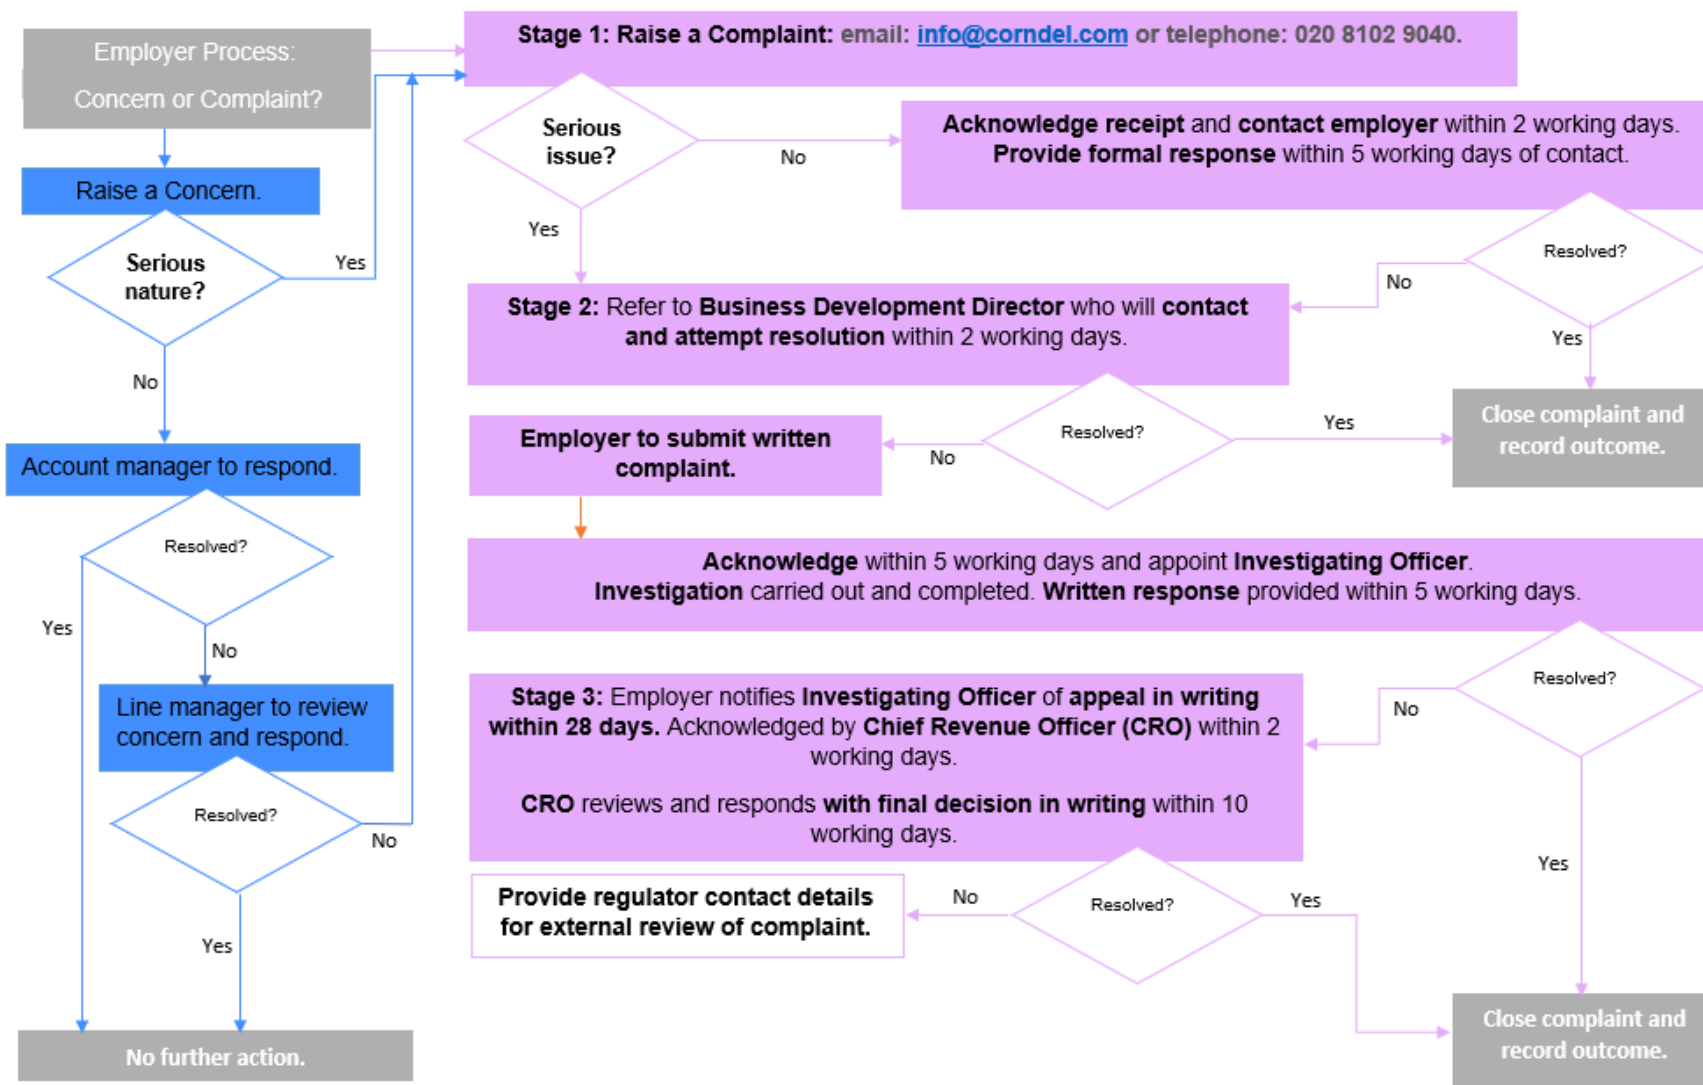 Employer Process:
Concern or Complaint?
Raise a Concern.
Serious
nature?
Yes
No
Account manager to respond.
Resolved?
Yes
No
Line manager to review
concern and respond.
Resolved?
No
Yes
No further action.
Stage 1: Raise a Complaint: email: info@corndel.com or telephone: 020 8102 9040.
Serious
issue?
No
Yes
Acknowledge receipt and contact employer within 2 working days.
Provide formal response within 5 working days of contact.
Resolved?
No
Yes
Stage 2: Refer to Business Development Director who will contact
and attempt resolution within 2 working days.
Resolved?
Yes
No
Close complaint and
record outcome.
Employer to submit written
complaint.
Acknowledge within 5 working days and appoint Investigating Officer.
Investigation carried out and completed. Written response provided within 5 working days.
Resolved?
No
Yes
Stage 3: Employer notifies Investigating Officer of appeal in writing
within 28 days. Acknowledged by Chief Revenue Officer (CRO) within 2
working days.
CRO reviews and responds with final decision in writing within 10
working days.
Resolved?
No
Yes
Provide regulator contact details
for external review of complaint.
Close complaint and
record outcome.